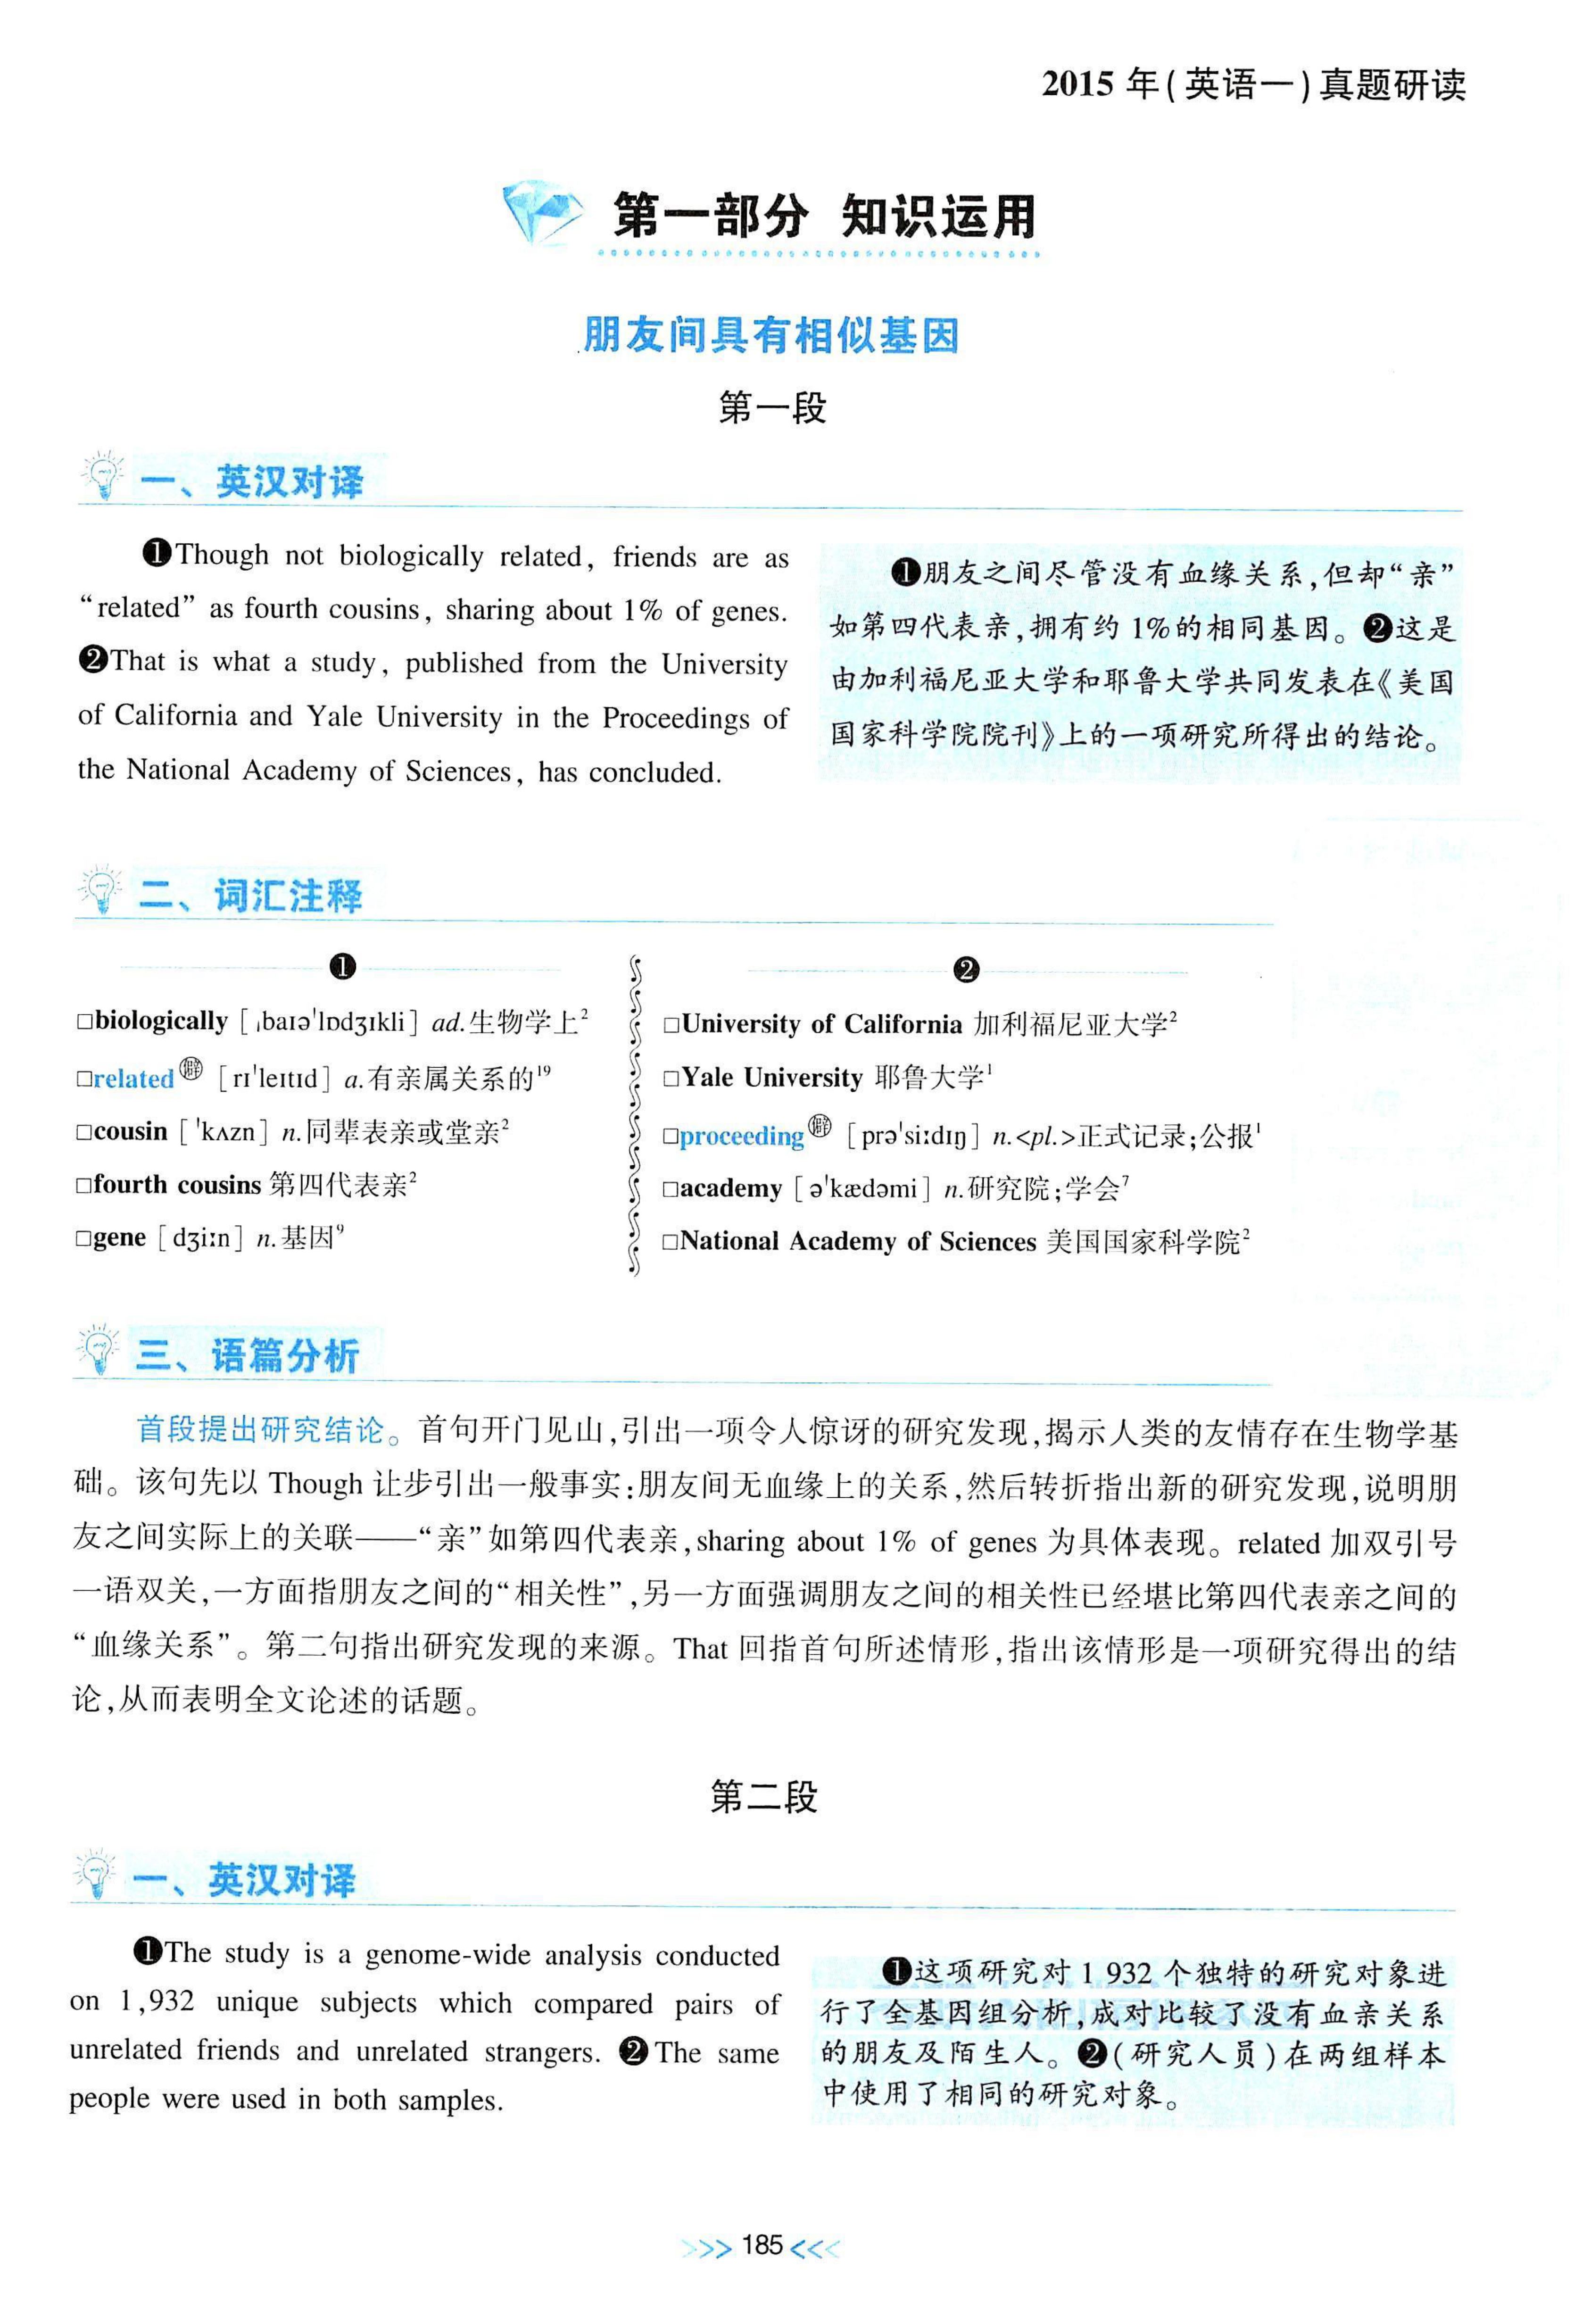 2015 年(英语一)真题研读
第一部分 知识运用
朋友间具有相似基因
第一段
一、英汉对译
❶Though not biologically related, friends are as
“related” as fourth cousins, sharing about 1% of genes.
❷That is what a study, published from the University
of California and Yale University in the Proceedings of
the National Academy of Sciences, has concluded.
❶朋友之间尽管没有血缘关系,但却“亲”
如第四代表亲,拥有约 1%的相同基因。❷这是
由加利福尼亚大学和耶鲁大学共同发表在《美国
国家科学院院刊》上的一项研究所得出的结论。
二、词汇注释
❶
□biologically [ˌbaɪəˈlɒdʒɪkli] ad.生物学上²
□related㊙ [rɪˈleɪtɪd] a.有亲属关系的¹⁹
□cousin [ˈkʌzn] n.同辈表亲或堂亲²
□fourth cousins 第四代表亲²
□gene [dʒiːn] n.基因⁹
❷
□University of California 加利福尼亚大学²
□Yale University 耶鲁大学¹
□proceeding僻 [prəˈsiːdɪŋ] n.<pl.>正式记录;公报¹
□academy [əˈkædəmi] n.研究院;学会⁷
□National Academy of Sciences 美国国家科学院²
三、语篇分析
首段提出研究结论。首句开门见山,引出一项令人惊讶的研究发现,揭示人类的友情存在生物学基
础。该句先以 Though 让步引出一般事实:朋友间无血缘上的关系,然后转折指出新的研究发现,说明朋
友之间实际上的关联——“亲”如第四代表亲,sharing about 1% of genes 为具体表现。related 加双引号
一语双关,一方面指朋友之间的“相关性”,另一方面强调朋友之间的相关性已经堪比第四代表亲之间的
“血缘关系”。第二句指出研究发现的来源。That 回指首句所述情形,指出该情形是一项研究得出的结
论,从而表明全文论述的话题。
第二段
一、英汉对译
❶The study is a genome-wide analysis conducted
on 1,932 unique subjects which compared pairs of
unrelated friends and unrelated strangers. ❷The same
people were used in both samples.
❶这项研究对 1 932 个独特的研究对象进
行了全基因组分析,成对比较了没有血亲关系
的朋友及陌生人。❷(研究人员)在两组样本
中使用了相同的研究对象。
>>> 185 <<<